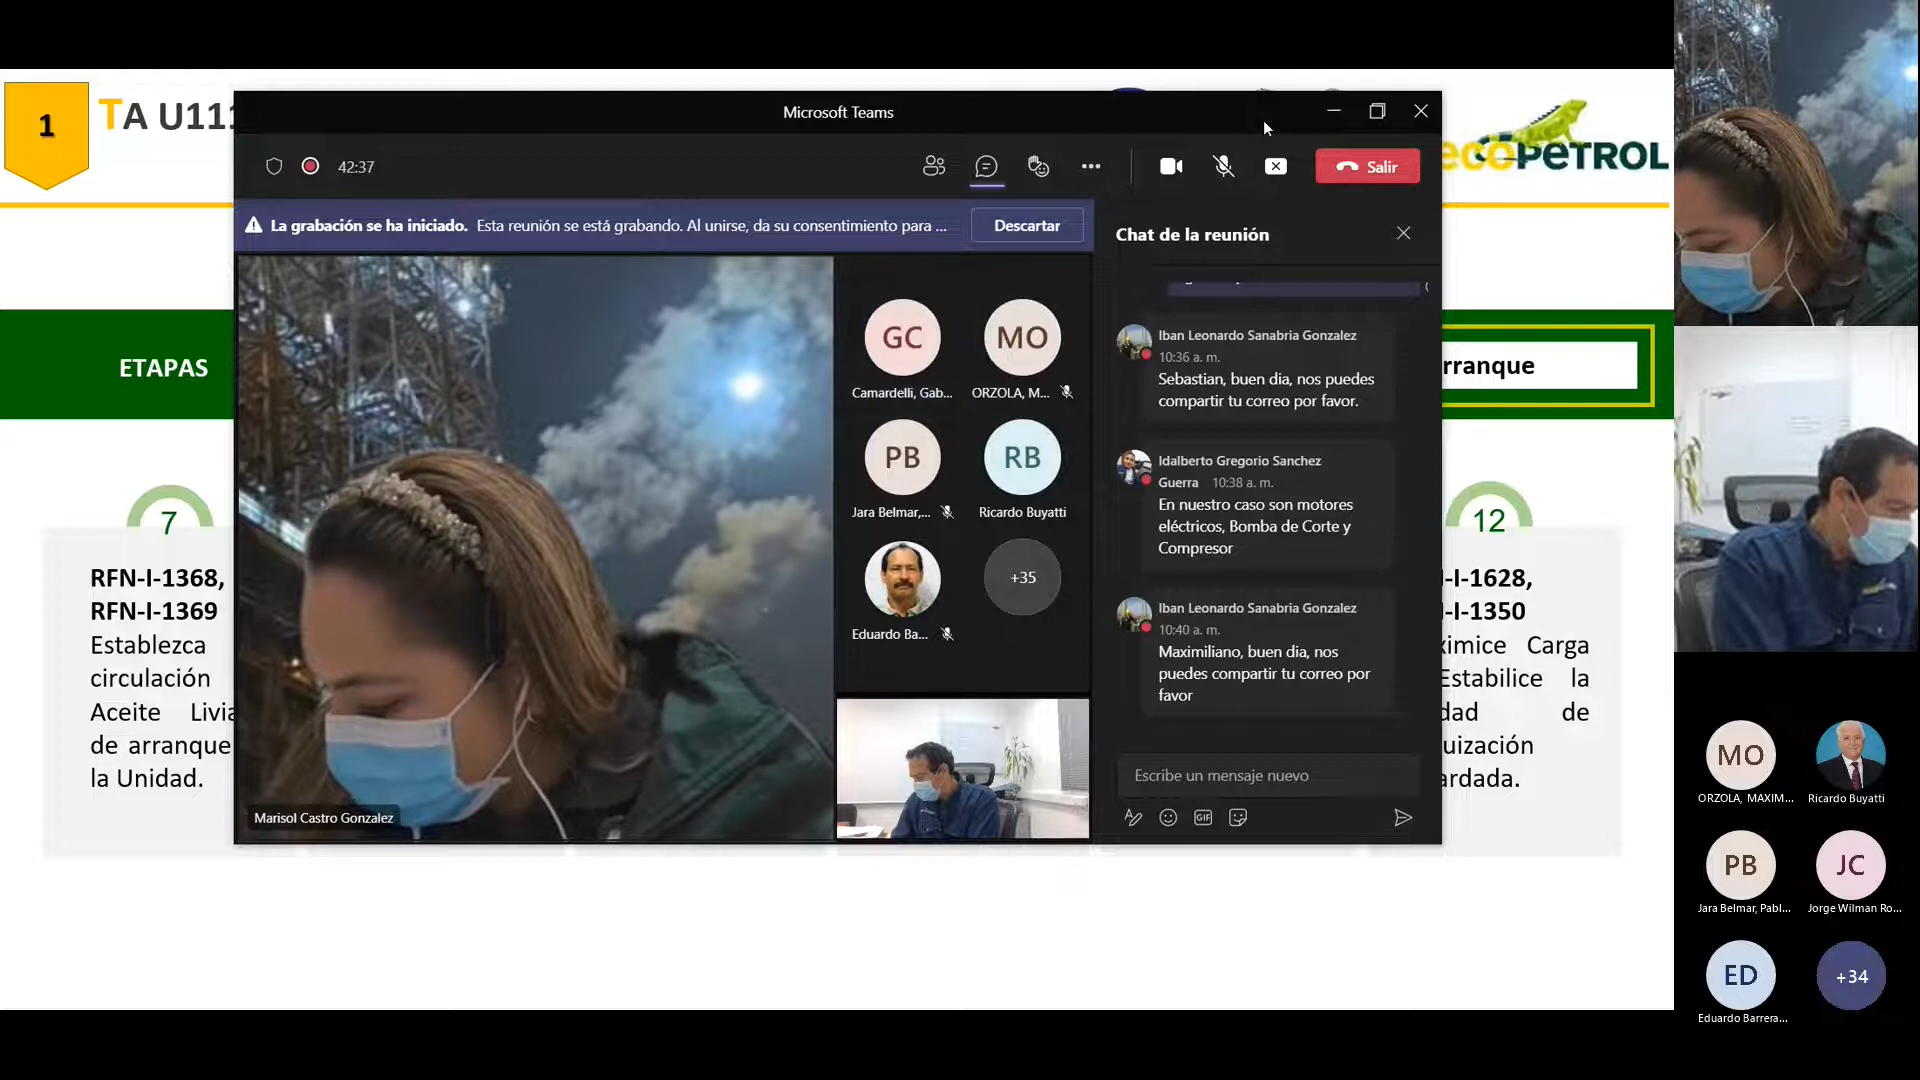 1
TA U111
ecopetrol
Microsoft Teams
42:37
Salir
La grabación se ha iniciado. Esta reunión se está grabando. Al unirse, da su consentimiento para ...
Descartar
Chat de la reunión
ETAPAS
rranque
GC
Camardelli, Gab...
MO
ORZOLA, M...
PB
Jara Belmar,...
RB
Ricardo Buyatti
Eduardo Ba...
+35
Marisol Castro Gonzalez
Iban Leonardo Sanabria Gonzalez
10:36 a. m.
Sebastian, buen dia, nos puedes
compartir tu correo por favor.
Idalberto Gregorio Sanchez
Guerra 10:38 a. m.
En nuestro caso son motores
eléctricos, Bomba de Corte y
Compresor
Iban Leonardo Sanabria Gonzalez
10:40 a. m.
Maximiliano, buen dia, nos
puedes compartir tu correo por
favor
Escribe un mensaje nuevo
GIF
7
RFN-I-1368,
RFN-I-1369
Establezca
circulación
Aceite Livia
de arranque
la Unidad.
12
-I-1628,
-I-1350
ximice Carga
Estabilice la
dad de
quización
ardada.
MO
ORZOLA, MAXIM...
Ricardo Buyatti
PB
Jara Belmar, Pabl...
JC
Jorge Wilman Ro...
ED
Eduardo Barrera...
+34